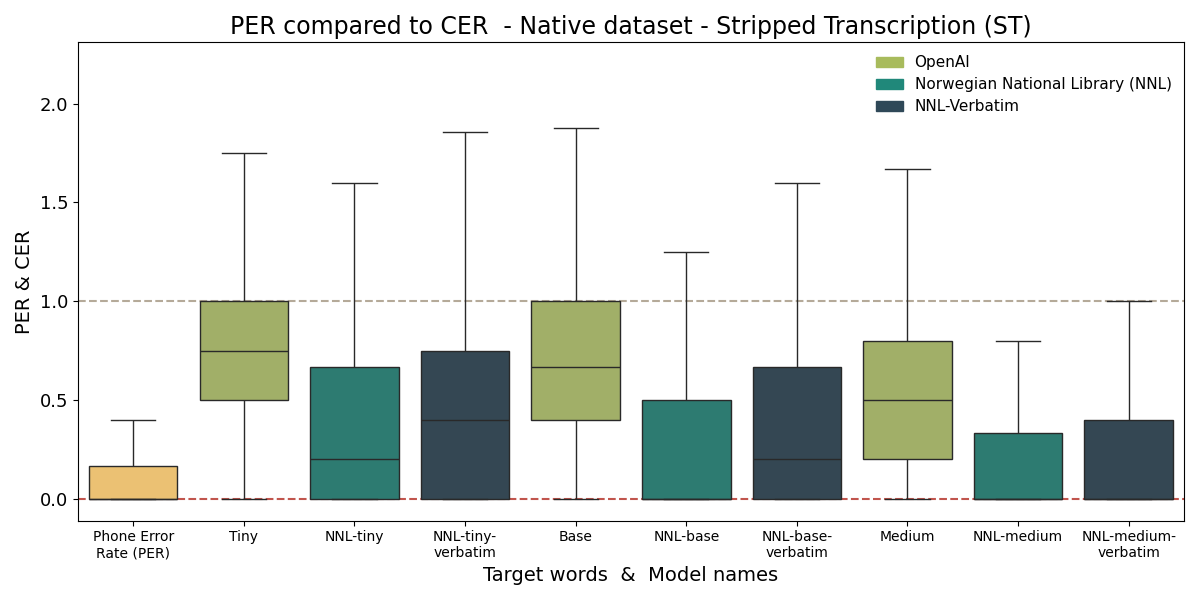 PER compared to CER  - Native dataset - Stripped Transcription (ST)
OpenAI
Norwegian National Library (NNL)
NNL-Verbatim
PER & CER
2.0
1.5
1.0
0.5
0.0
Phone Error
Rate (PER)
Tiny
NNL-tiny
NNL-tiny-
verbatim
Base
NNL-base
NNL-base-
verbatim
Medium
NNL-medium
NNL-medium-
verbatim
Target words  &  Model names